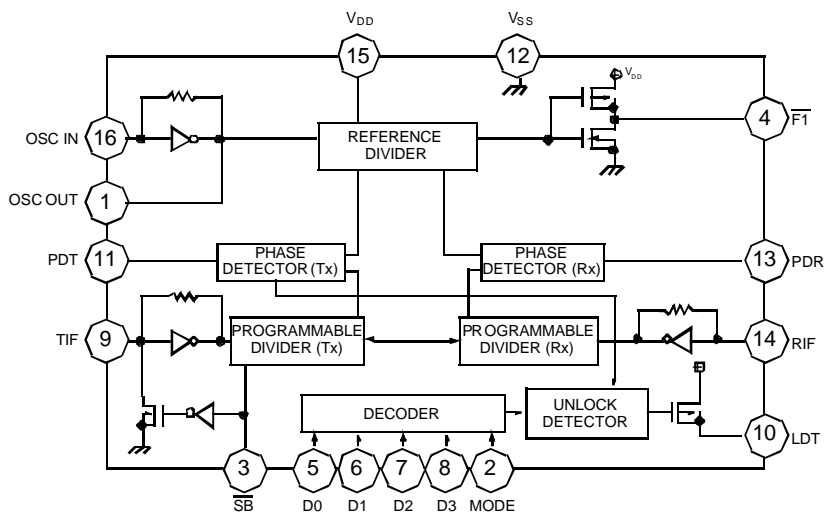 VDD
VSS
15
12
VDD
OSC IN
16
4
F1
REFERENCE
DIVIDER
OSC OUT
1
PDT
11
PHASE
DETECTOR (Tx)
PHASE
DETECTOR (Rx)
13
PDR
TIF
9
PROGRAMMABLE
DIVIDER (Tx)
PROGRAMMABLE
DIVIDER (Rx)
14
RIF
DECODER
UNLOCK
DETECTOR
10
LDT
3
5
6
7
8
2
SB
D0
D1
D2
D3
MODE